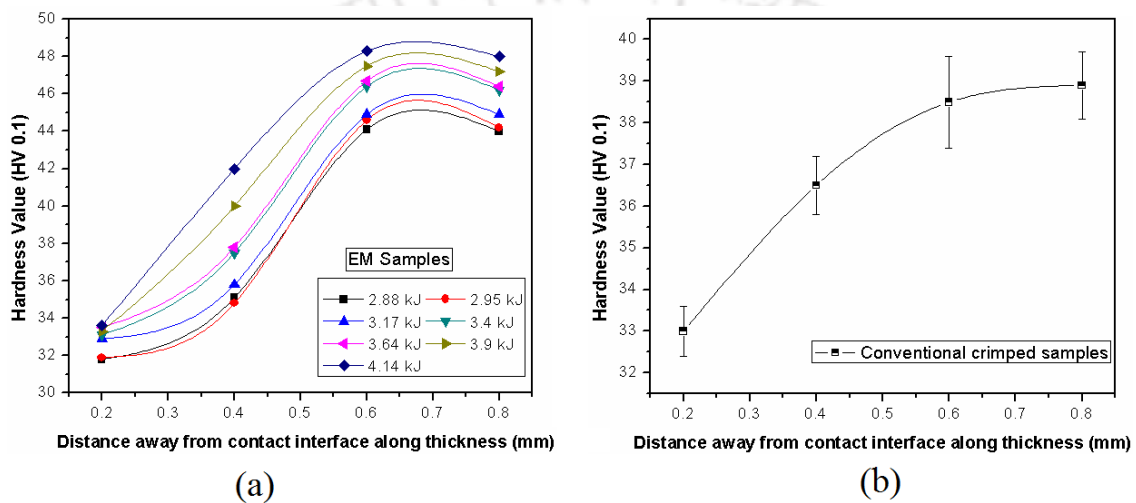 (a)
50
48
46
44
42
40
38
36
34
32
30
Hardness Value (HV 0.1)
EM Samples
2.88 kJ 2.95 kJ
3.17 kJ 3.4 kJ
3.64 kJ 3.9 kJ
4.14 kJ
0.2 0.3 0.4 0.5 0.6 0.7 0.8
Distance away from contact interface along thickness (mm)
(a)
(b)
40
39
38
37
36
35
34
33
32
Hardness Value (HV 0.1)
Conventional crimped samples
0.2 0.3 0.4 0.5 0.6 0.7 0.8
Distance away from contact interface along thickness (mm)
(b)